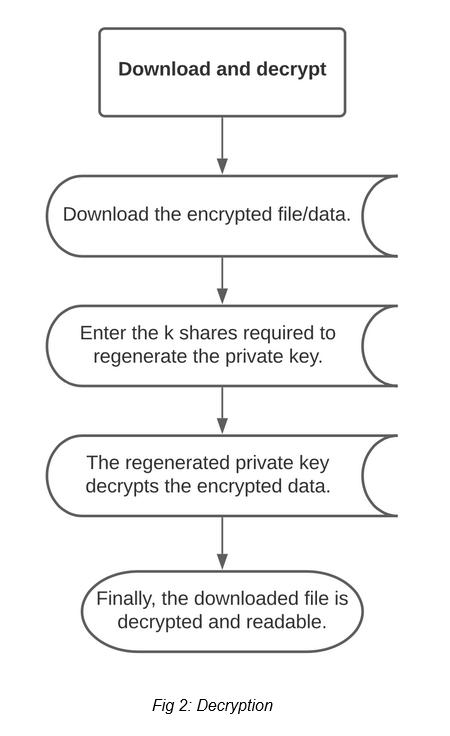 Download and decrypt
Download the encrypted file/data.
Enter the k shares required to
regenerate the private key.
The regenerated private key
decrypts the encrypted data.
Finally, the downloaded file is
decrypted and readable.
Fig 2: Decryption